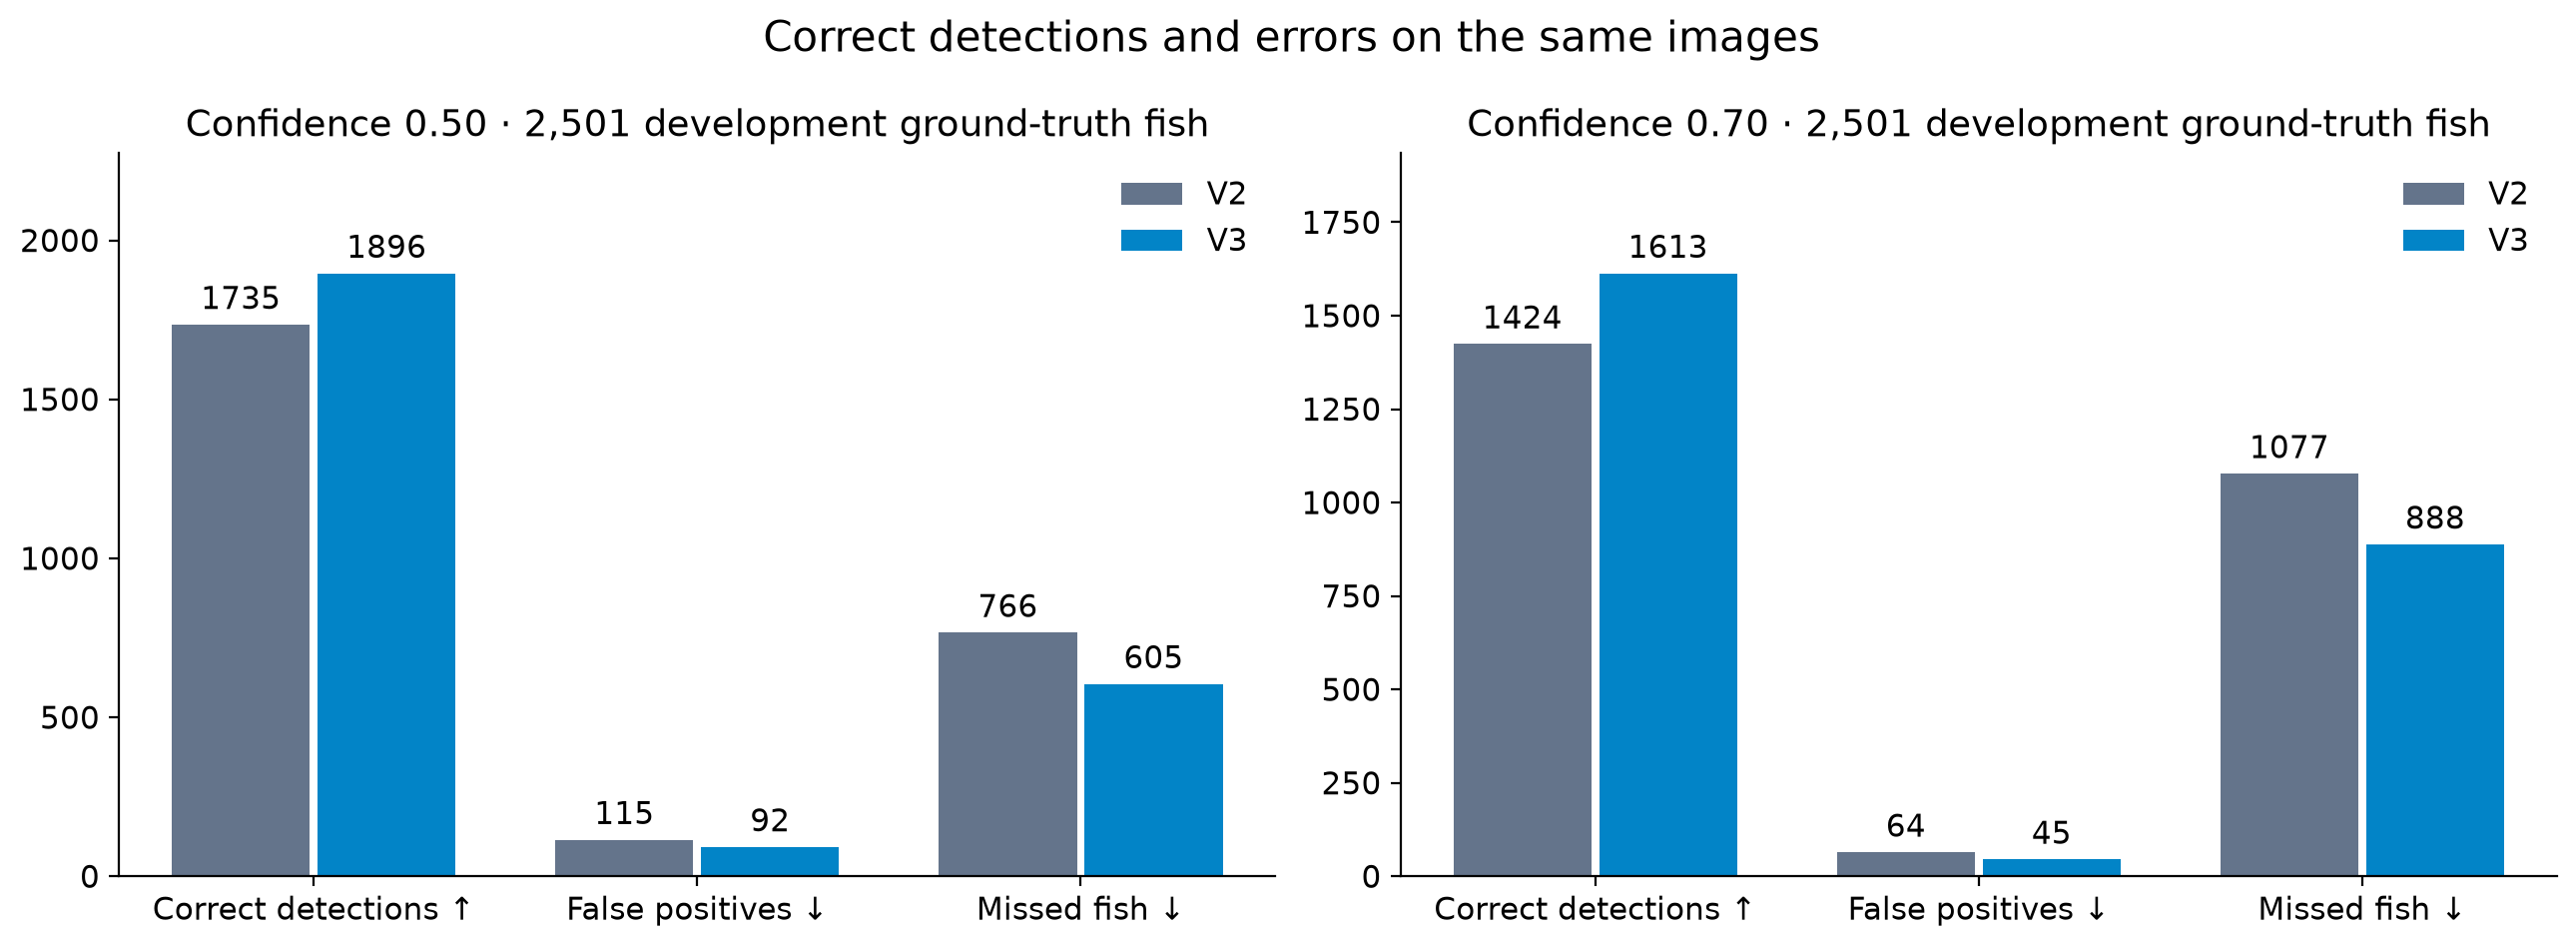 Correct detections and errors on the same images
Confidence 0.50 · 2,501 development ground-truth fish
V2
V3
2000
1500
1000
500
0
1735
1896
115
92
766
605
Correct detections ↑
False positives ↓
Missed fish ↓
Confidence 0.70 · 2,501 development ground-truth fish
V2
V3
1750
1500
1250
1000
750
500
250
0
1424
1613
64
45
1077
888
Correct detections ↑
False positives ↓
Missed fish ↓